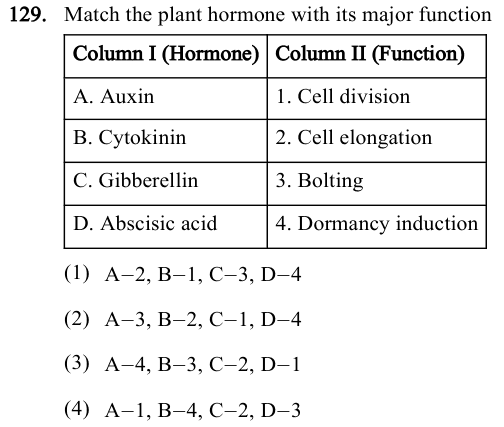 129. Match the plant hormone with its major function
Column I (Hormone) Column II (Function)
A. Auxin 1. Cell division
B. Cytokinin 2. Cell elongation
C. Gibberellin 3. Bolting
D. Abscisic acid 4. Dormancy induction
(1) A–2, B–1, C–3, D–4
(2) A–3, B–2, C–1, D–4
(3) A–4, B–3, C–2, D–1
(4) A–1, B–4, C–2, D–3